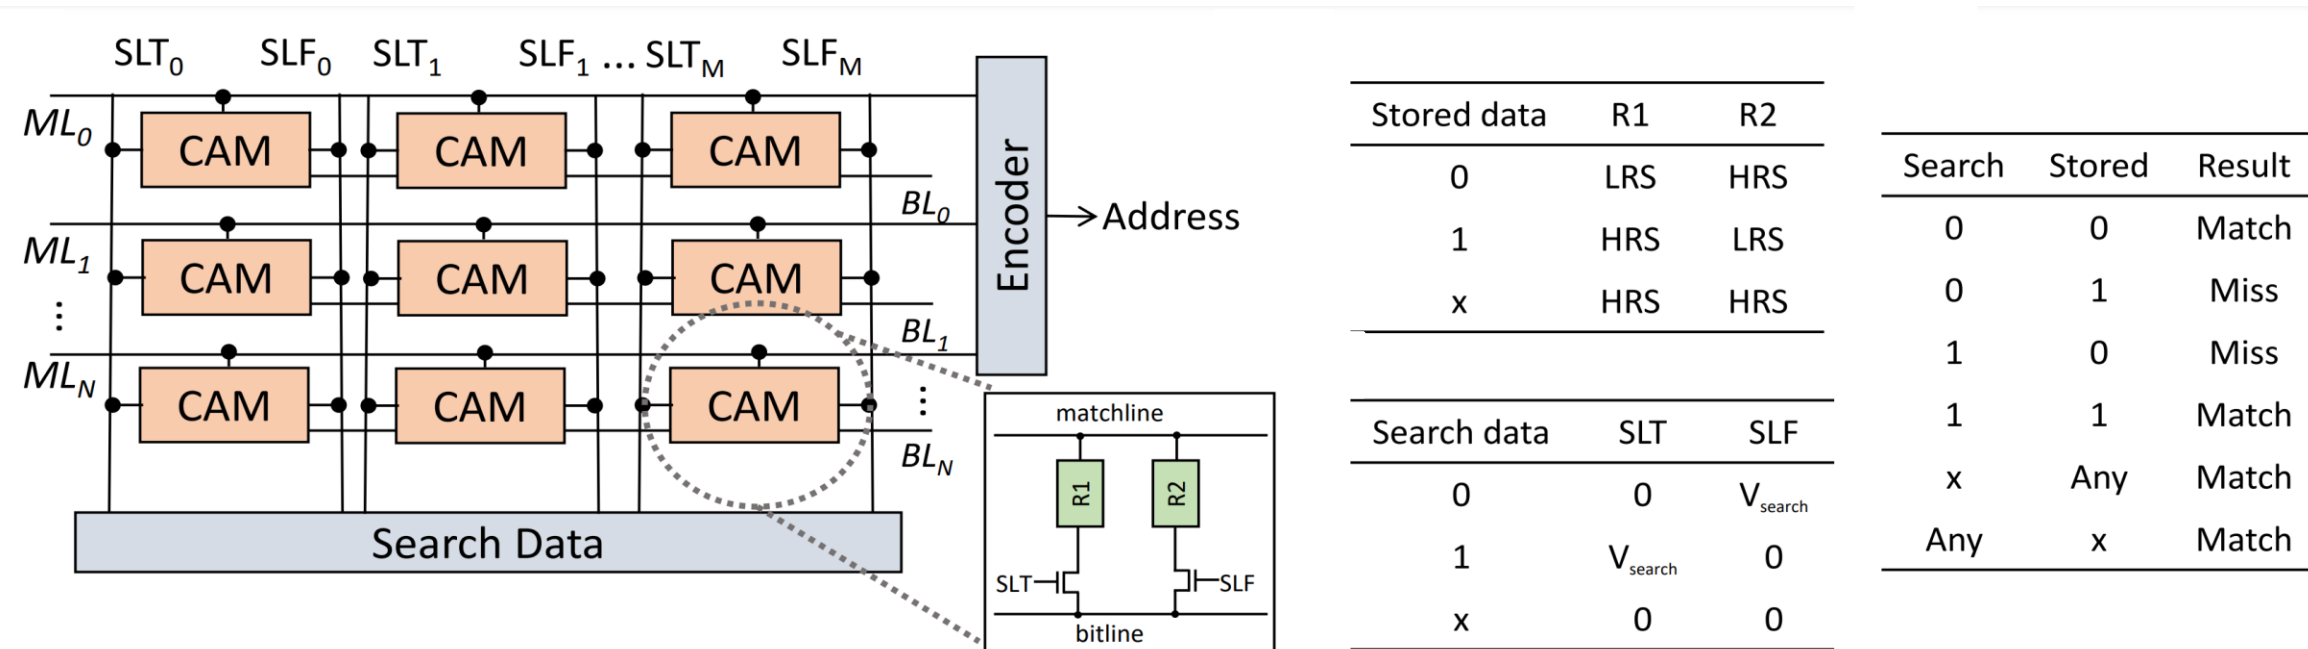 SLT0 SLF0 SLT1 SLF1 ... SLTM SLFM
ML0
CAM CAM CAM
BL0
ML1
CAM CAM CAM
BL1
⋮
MLN
CAM CAM CAM
⋮
BLN
Search Data
Encoder
Address
matchline
R1 R2
SLT SLF
bitline
Stored data R1 R2
0 LRS HRS
1 HRS LRS
x HRS HRS
Search data SLT SLF
0 0 Vsearch
1 Vsearch 0
x 0 0
Search Stored Result
0 0 Match
0 1 Miss
1 0 Miss
1 1 Match
x Any Match
Any x Match